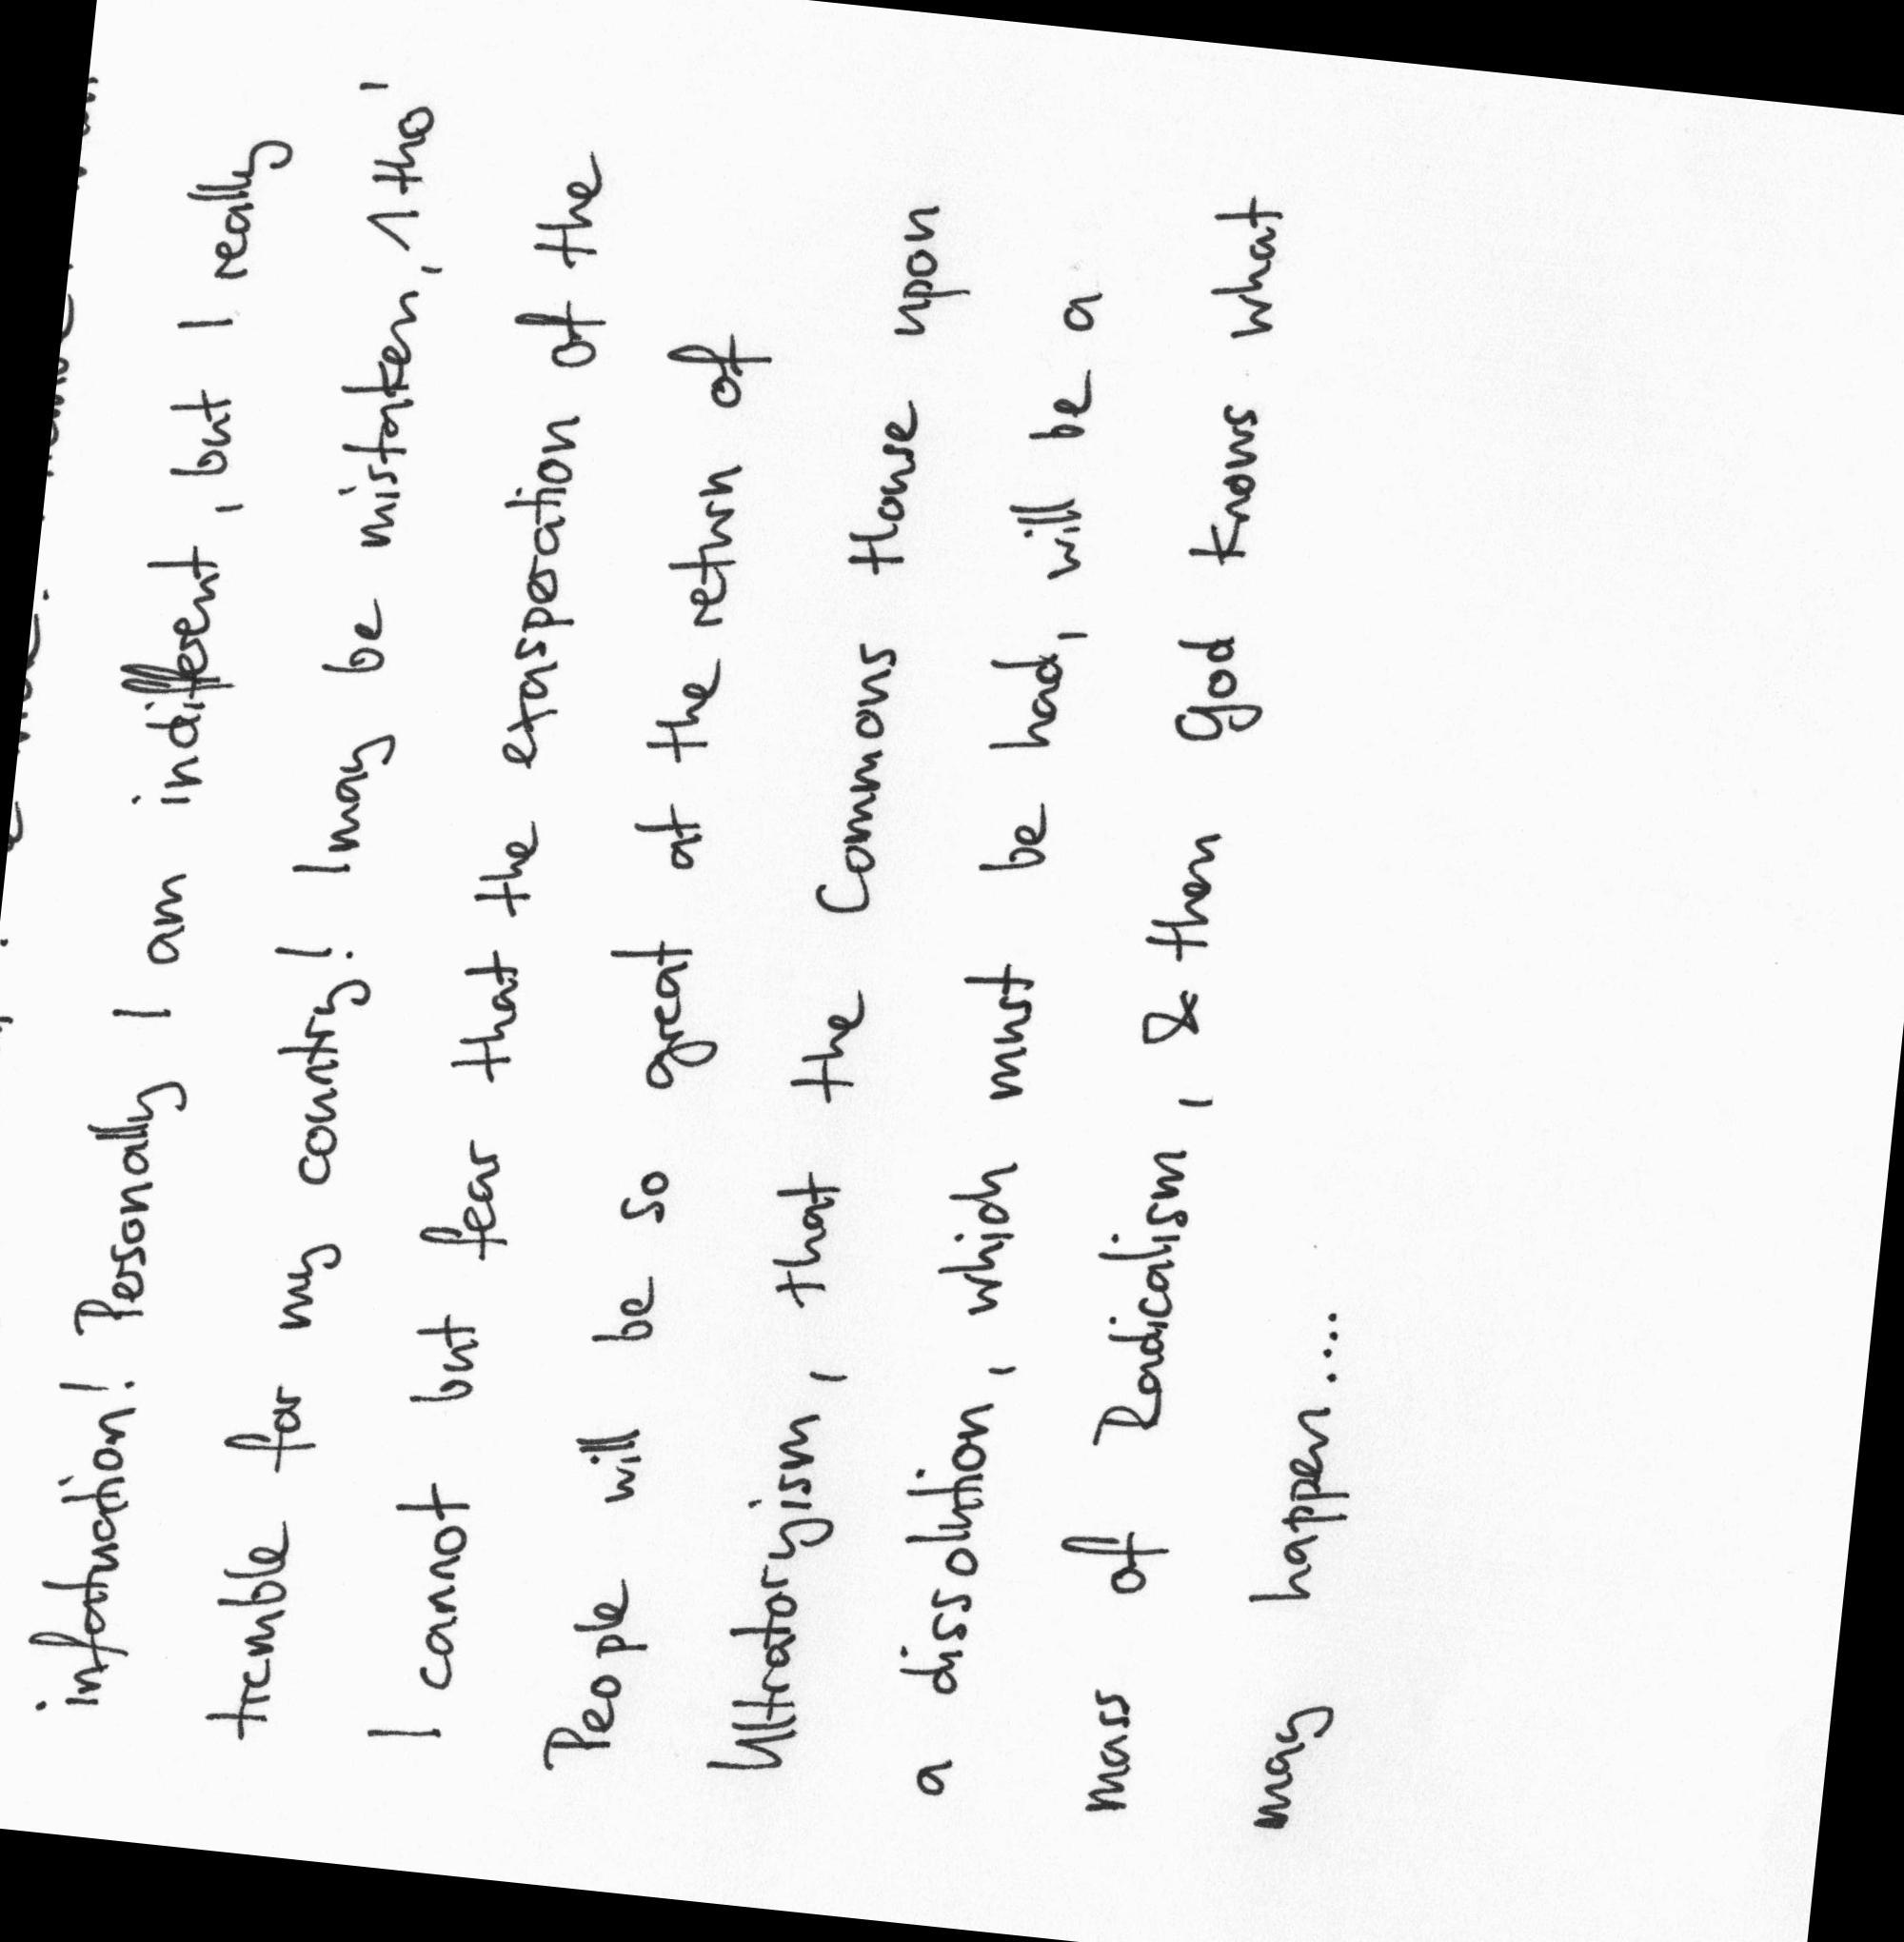 infatuation! Personally I am indifferent, but I really
tremble for my country! I may be mistaken, tho'
I cannot but fear that the exasperation of the
People will be so great at the return of
Ultratoryism, that the Commons House upon
a dissolution, which must be had, will be a
mass of Radicalism, & then God knows what
may happen....